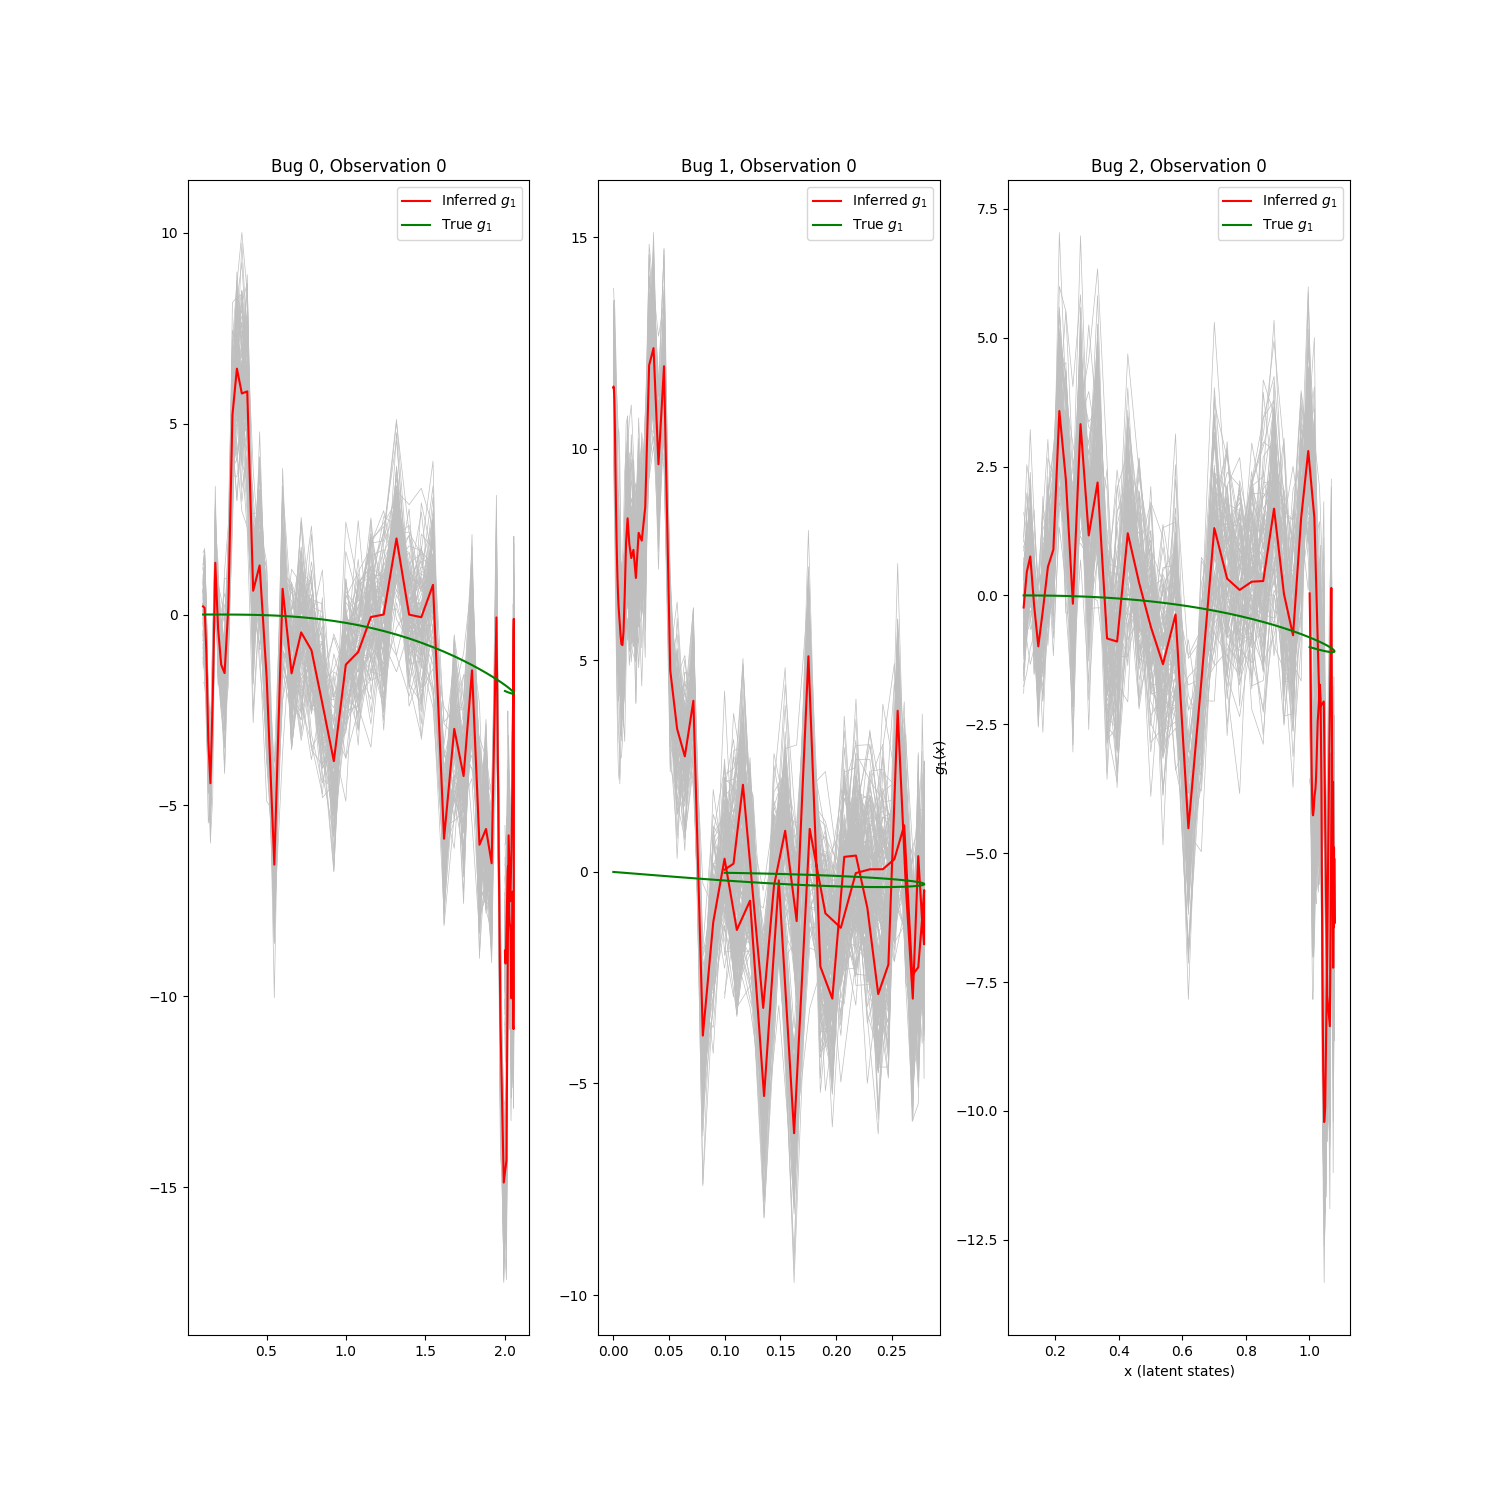 Bug 0, Observation 0
Inferred g₁
True g₁
10
5
0
−5
−10
−15
0.5 1.0 1.5 2.0
Bug 1, Observation 0
Inferred g₁
True g₁
15
10
5
0
−5
−10
0.00 0.05 0.10 0.15 0.20 0.25
Bug 2, Observation 0
Inferred g₁
True g₁
g₁(x)
7.5
5.0
2.5
0.0
−2.5
−5.0
−7.5
−10.0
−12.5
0.2 0.4 0.6 0.8 1.0
x (latent states)